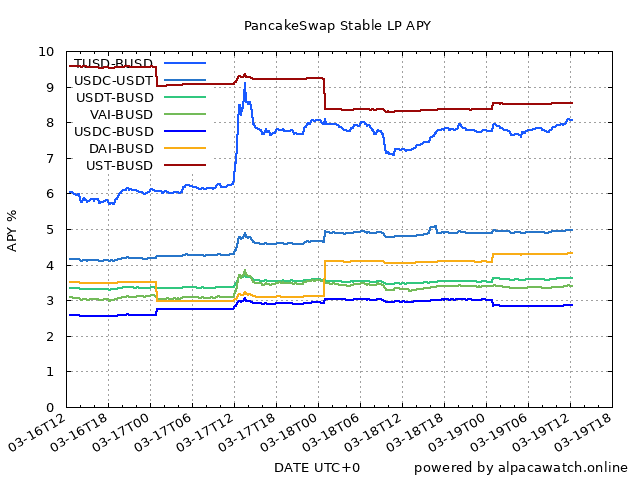 PancakeSwap Stable LP APY
10
9
8
7
6
5
4
3
2
1
0
APY %
TUSD-BUSD
USDC-USDT
USDT-BUSD
VAI-BUSD
USDC-BUSD
DAI-BUSD
UST-BUSD
03-16T12
03-16T18
03-17T00
03-17T06
03-17T12
03-17T18
03-18T00
03-18T06
03-18T12
03-18T18
03-19T00
03-19T06
03-19T12
03-19T18
DATE UTC+0
powered by alpacawatch.online